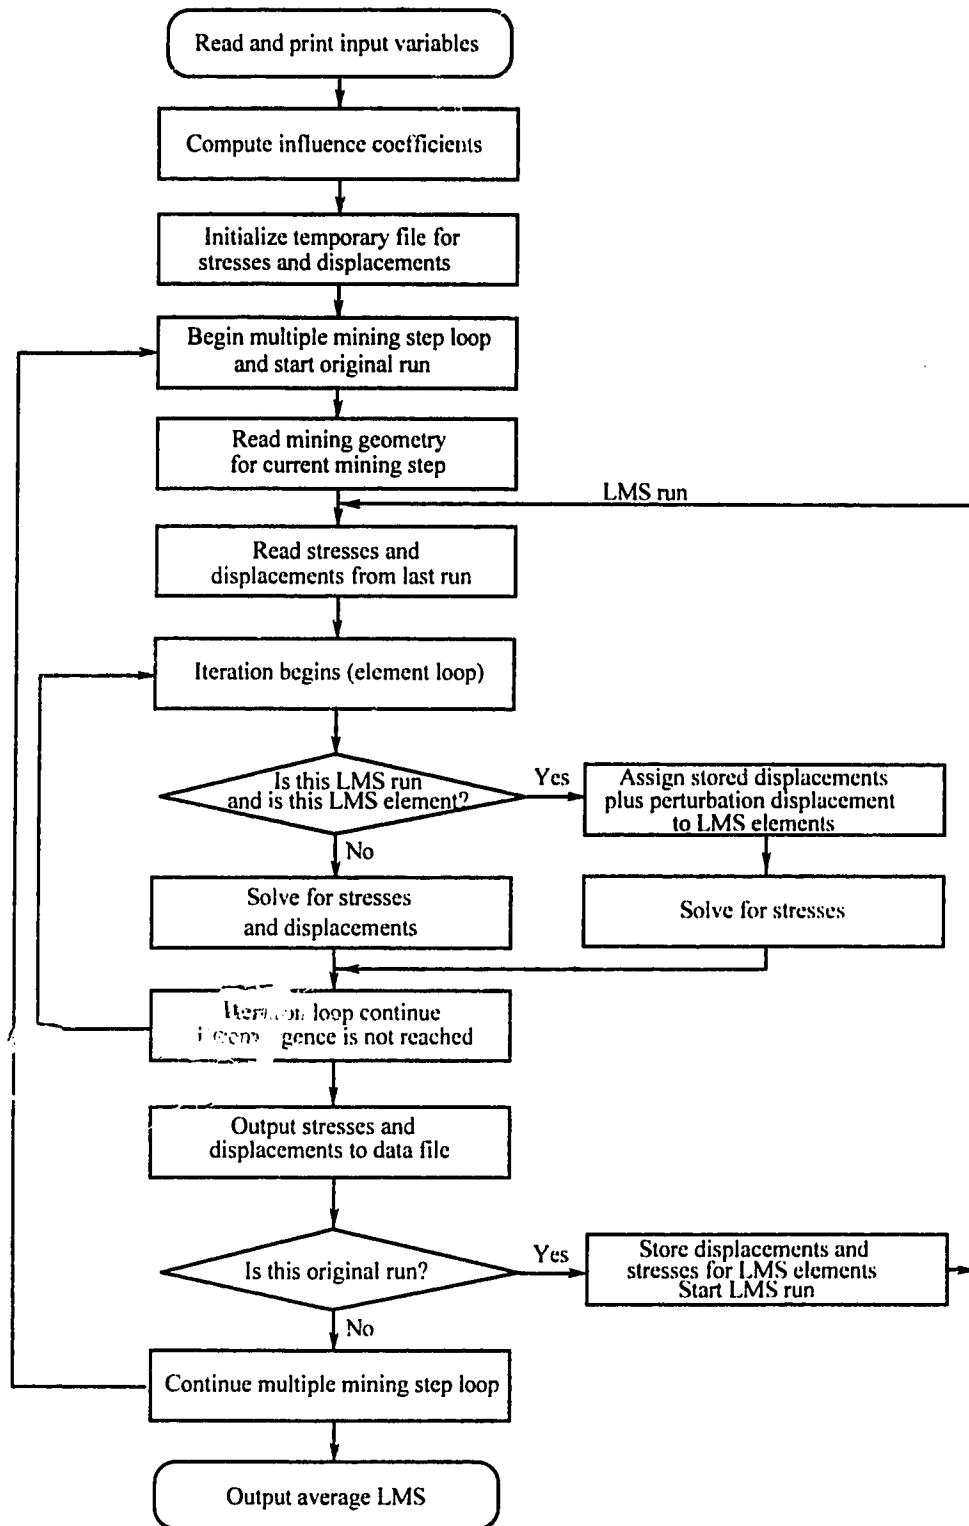 Read and print input variables
Compute influence coefficients
Initialize temporary file for
stresses and displacements
Begin multiple mining step loop
and start original run
Read mining geometry
for current mining step
LMS run
Read stresses and
displacements from last run
Iteration begins (element loop)
Is this LMS run
and is this LMS element?
Yes
Assign stored displacements
plus perturbation displacement
to LMS elements
No
Solve for stresses
and displacements
Solve for stresses
Iteration loop continue
gence is not reached
Output stresses and
displacements to data file
Is this original run?
Yes
Store displacements and
stresses for LMS elements
Start LMS run
No
Continue multiple mining step loop
Output average LMS